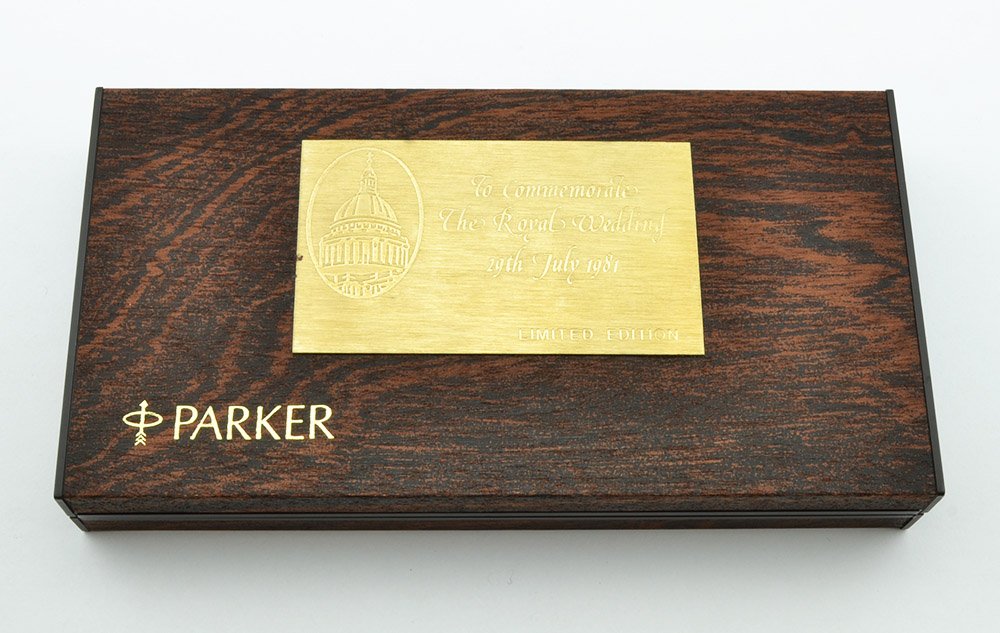 To Commemorate
The Royal Wedding
29th July 1981
LIMITED EDITION
PARKER